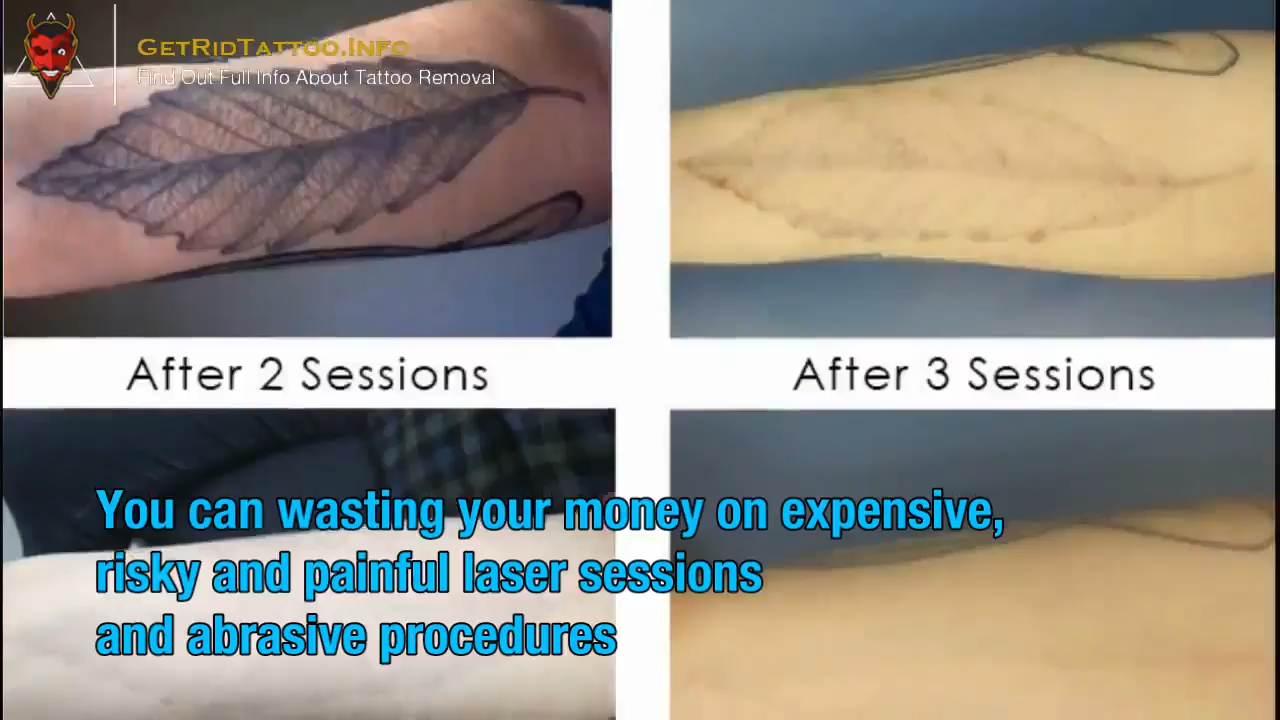 GetRidTattoo.Info
Find Out Full Info About Tattoo Removal
After 2 Sessions
After 3 Sessions
You can wasting your money on expensive,
risky and painful laser sessions
and abrasive procedures